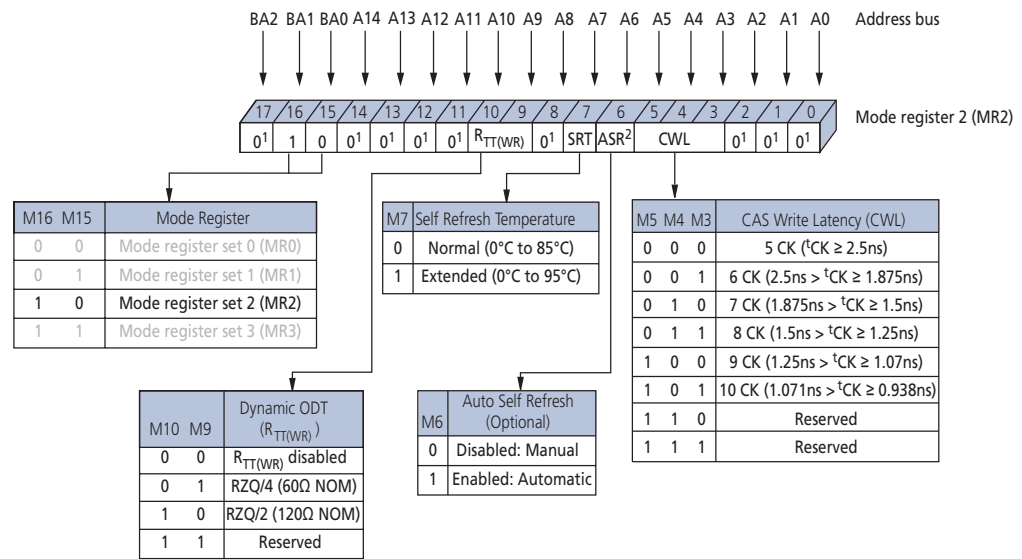 BA2 BA1 BA0 A14 A13 A12 A11 A10 A9 A8 A7 A6 A5 A4 A3 A2 A1 A0 Address bus
17 16 15 14 13 12 11 10 9 8 7 6 5 4 3 2 1 0 Mode register 2 (MR2)
0¹ 1 0 0¹ 0¹ 0¹ 0¹ RTT(WR) 0¹ SRT ASR² CWL 0¹ 0¹ 0¹
M16 M15 Mode Register
0 0 Mode register set 0 (MR0)
0 1 Mode register set 1 (MR1)
1 0 Mode register set 2 (MR2)
1 1 Mode register set 3 (MR3)
M7 Self Refresh Temperature
0 Normal (0°C to 85°C)
1 Extended (0°C to 95°C)
M5 M4 M3 CAS Write Latency (CWL)
0 0 0 5 CK (tCK ≥ 2.5ns)
0 0 1 6 CK (2.5ns > tCK ≥ 1.875ns)
0 1 0 7 CK (1.875ns > tCK ≥ 1.5ns)
0 1 1 8 CK (1.5ns > tCK ≥ 1.25ns)
1 0 0 9 CK (1.25ns > tCK ≥ 1.07ns)
1 0 1 10 CK (1.071ns > tCK ≥ 0.938ns)
1 1 0 Reserved
1 1 1 Reserved
M10 M9 Dynamic ODT
(RTT(WR) )
0 0 RTT(WR) disabled
0 1 RZQ/4 (60Ω NOM)
1 0 RZQ/2 (120Ω NOM)
1 1 Reserved
M6 Auto Self Refresh
(Optional)
0 Disabled: Manual
1 Enabled: Automatic